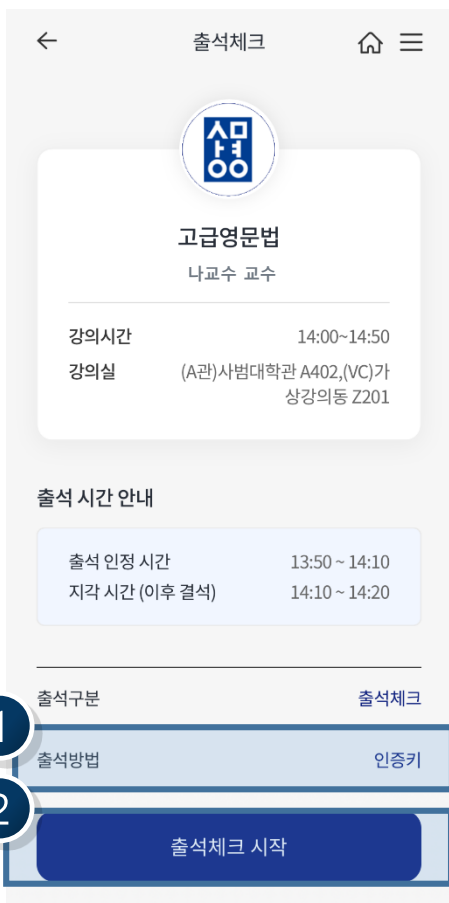 출석체크
상명
고급영문법
나교수 교수
강의시간 14:00~14:50
강의실 (A관)사범대학관 A402,(VC)가
상강의동 Z201
출석 시간 안내
출석 인정 시간 13:50 ~ 14:10
지각 시간 (이후 결석) 14:10 ~ 14:20
출석구분 출석체크
1
출석방법 인증키
2
출석체크 시작